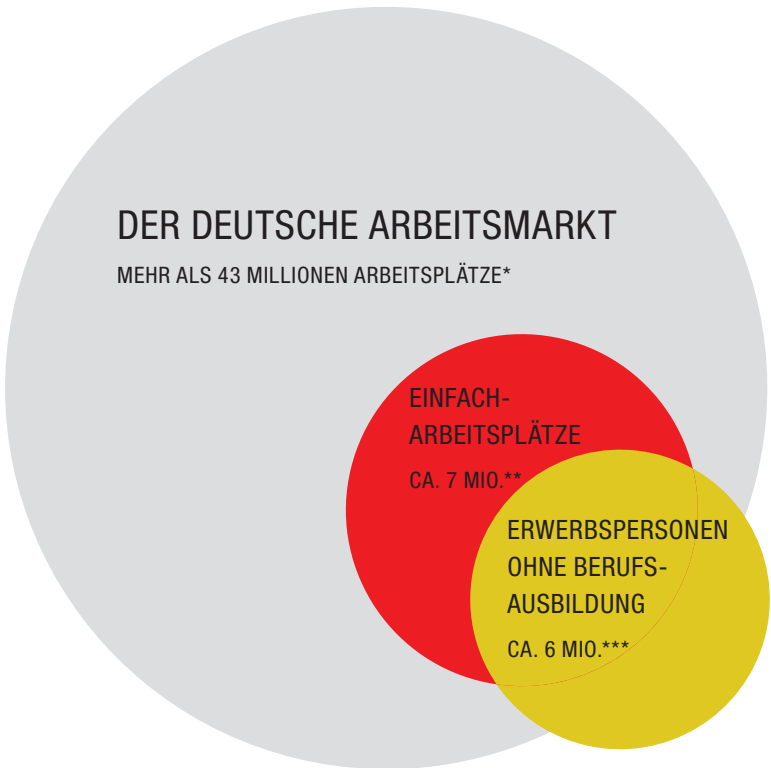 DER DEUTSCHE ARBEITSMARKT
MEHR ALS 43 MILLIONEN ARBEITSPLÄTZE*
EINFACH-
ARBEITSPLÄTZE
CA. 7 MIO.**
ERWERBSPERSONEN
OHNE BERUFS-
AUSBILDUNG
CA. 6 MIO.***